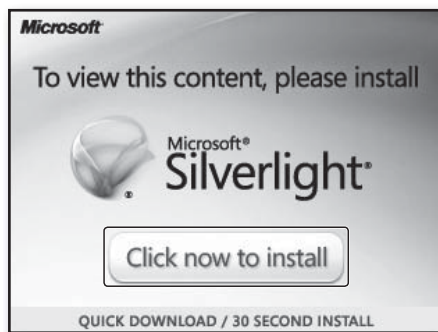 Microsoft
To view this content, please install
Microsoft®
Silverlight®
Click now to install
QUICK DOWNLOAD / 30 SECOND INSTALL